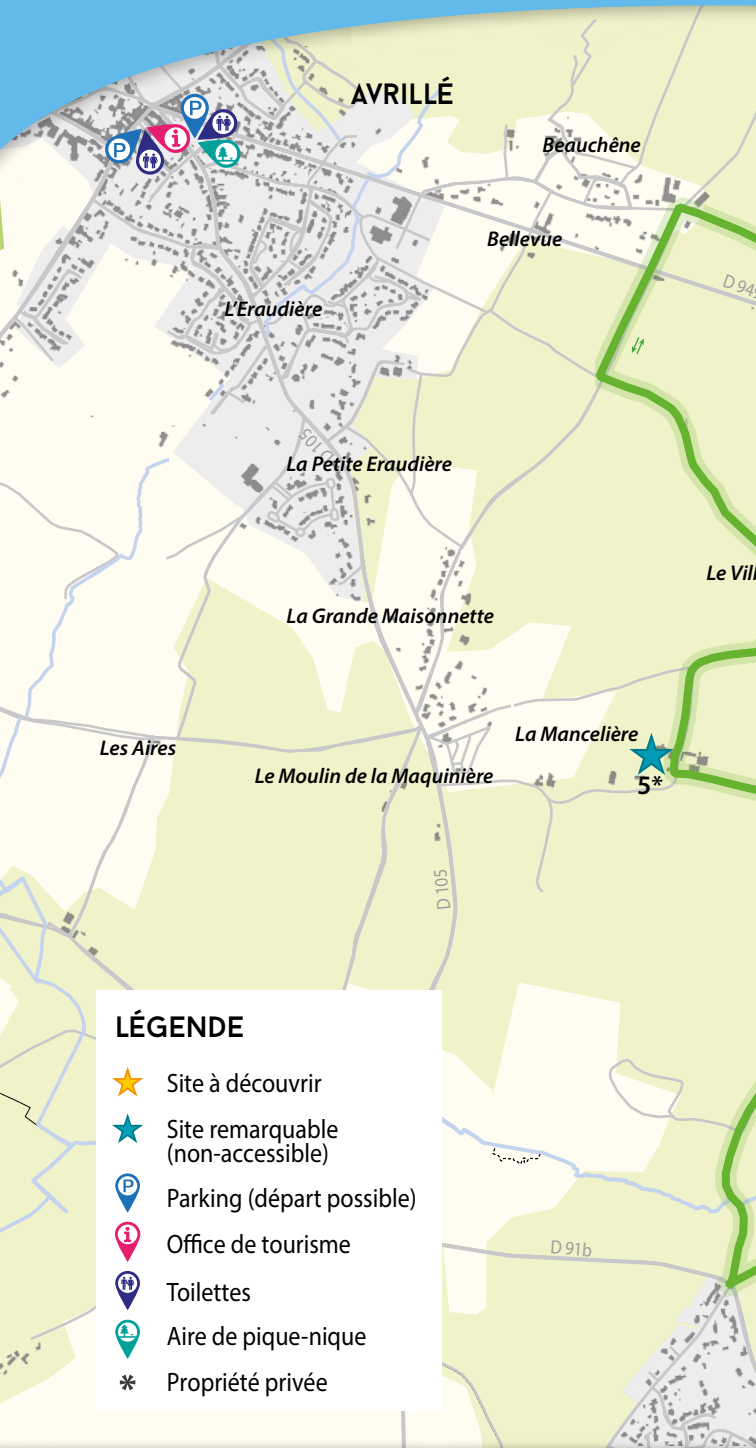 AVRILLÉ
P
P
i
Beauchêne
Bellevue
D 949
L'Eraudière
D 105
La Petite Eraudière
Le Vill
La Grande Maisonnette
La Mancelière
Les Aires
Le Moulin de la Maquinière
5*
D 105
LÉGENDE
Site à découvrir
Site remarquable
(non-accessible)
P Parking (départ possible)
i Office de tourisme
Toilettes
Aire de pique-nique
* Propriété privée
D 91b